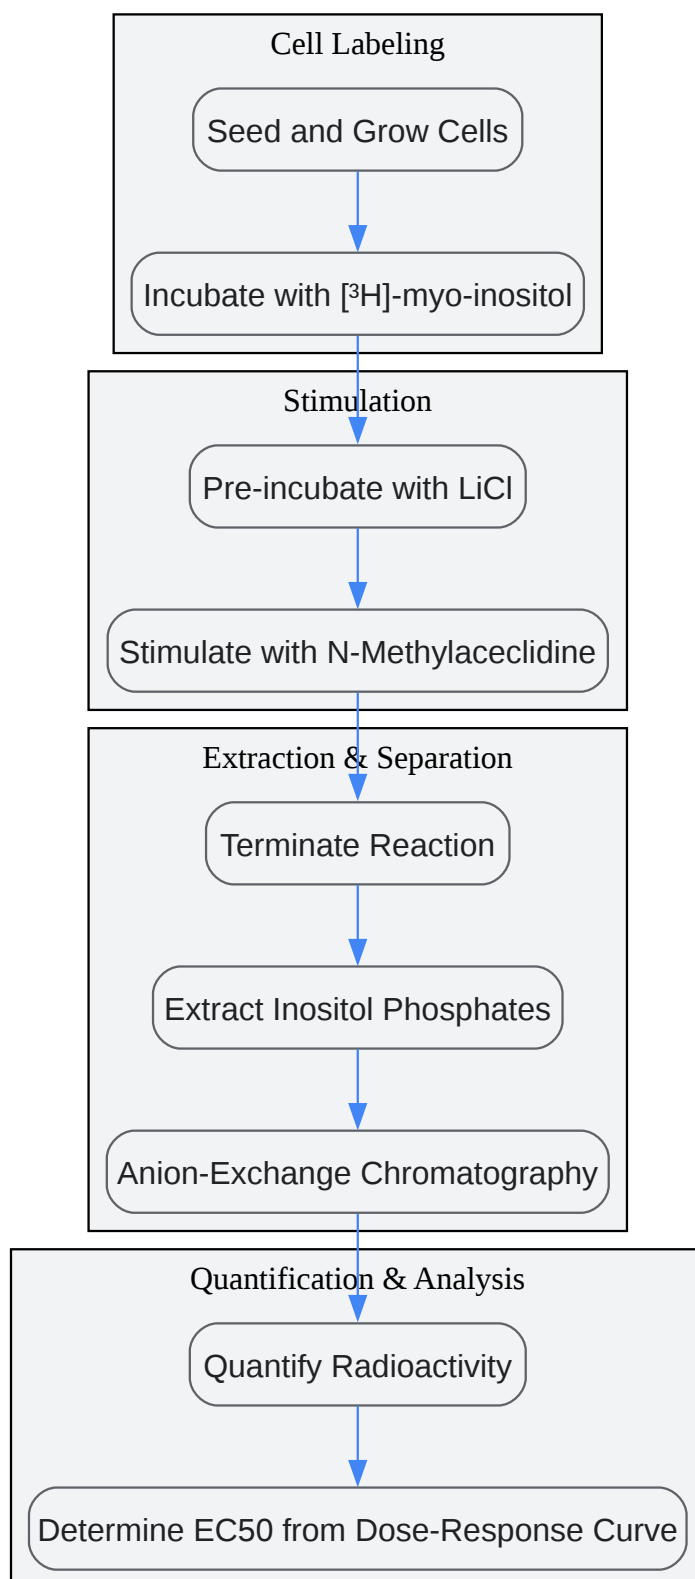 Cell Labeling
Seed and Grow Cells
Incubate with [³H]-myo-inositol
Stimulation
Pre-incubate with LiCl
Stimulate with N-Methylaceclidine
Extraction & Separation
Terminate Reaction
Extract Inositol Phosphates
Anion-Exchange Chromatography
Quantification & Analysis
Quantify Radioactivity
Determine EC50 from Dose-Response Curve